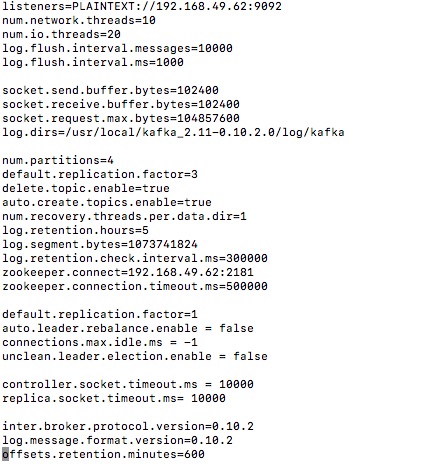 listeners=PLAINTEXT://192.168.49.62:9092
num.network.threads=10
num.io.threads=20
log.flush.interval.messages=10000
log.flush.interval.ms=1000
socket.send.buffer.bytes=102400
socket.receive.buffer.bytes=102400
socket.request.max.bytes=104857600
log.dirs=/usr/local/kafka_2.11-0.10.2.0/log/kafka
num.partitions=4
default.replication.factor=3
delete.topic.enable=true
auto.create.topics.enable=true
num.recovery.threads.per.data.dir=1
log.retention.hours=5
log.segment.bytes=1073741824
log.retention.check.interval.ms=300000
zookeeper.connect=192.168.49.62:2181
zookeeper.connection.timeout.ms=500000
default.replication.factor=1
auto.leader.rebalance.enable = false
connections.max.idle.ms = -1
unclean.leader.election.enable = false
controller.socket.timeout.ms = 10000
replica.socket.timeout.ms= 10000
inter.broker.protocol.version=0.10.2
log.message.format.version=0.10.2
offsets.retention.minutes=600